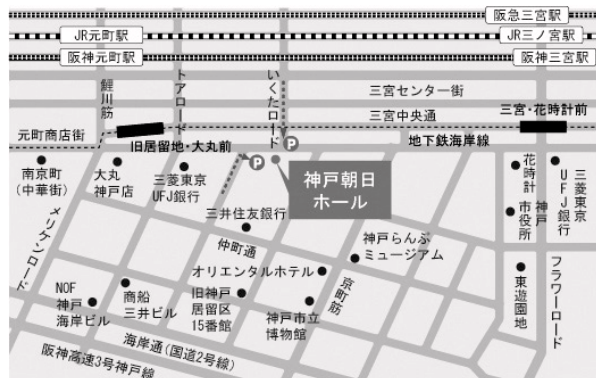 阪急三宮駅
JR元町駅
JR三ノ宮駅
阪神元町駅
阪神三宮駅
鯉川筋
トアロード
いくたロード
三宮センター街
三宮中央通
三宮・花時計前
元町商店街
旧居留地・大丸前
地下鉄海岸線
P
P
南京町
（中華街）
大丸
神戸店
三菱東京
UFJ銀行
神戸朝日
ホール
花時計
神戸
市役所
三菱東京
UFJ銀行
メリケンロード
三井住友銀行
仲町通
神戸らんぷ
ミュージアム
オリエンタルホテル
京町筋
東遊園地
フラワーロード
NOF
神戸
海岸ビル
商船
三井ビル
旧神戸
居留区
15番館
神戸市立
博物館
海岸通（国道2号線）
阪神高速3号神戸線